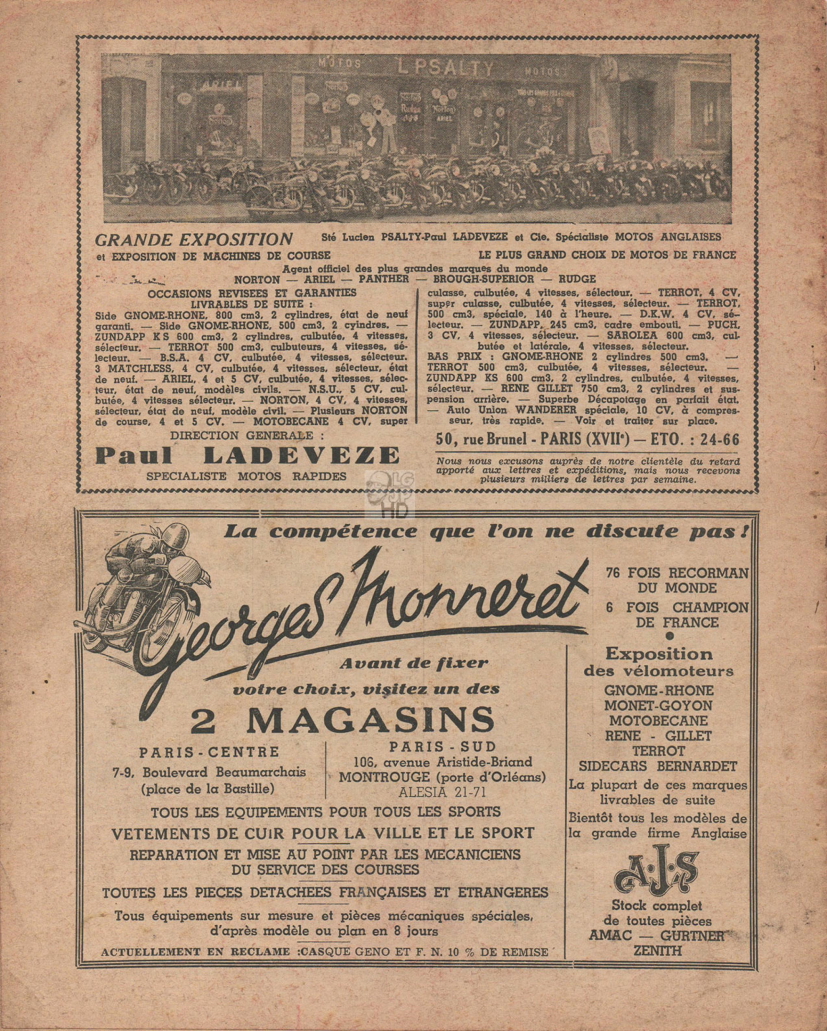 MOTOS L PSALTY MOTOS
ARIEL
GRANDE EXPOSITION Sté Lucien PSALTY-Paul LADEVEZE et Cie. Spécialiste MOTOS ANGLAISES
et EXPOSITION DE MACHINES DE COURSE LE PLUS GRAND CHOIX DE MOTOS DE FRANCE
Agent officiel des plus grandes marques du monde
NORTON — ARIEL — PANTHER — BROUGH-SUPERIOR — RUDGE
OCCASIONS REVISEES ET GARANTIES
LIVRABLES DE SUITE :
Side GNOME-RHONE, 800 cm3, 2 cylindres, état de neuf
garanti. — Side GNOME-RHONE, 500 cm3, 2 cyindres. —
ZUNDAPP KS 600 cm3, 2 cylindres, culbutée, 4 vitesses,
sélecteur. — TERROT 500 cm3, culbuteurs, 4 vitesses, sé-
lecteur. — B.S.A. 4 CV, culbutée, 4 vitesses, sélecteur.
3 MATCHLESS, 4 CV, culbutée, 4 vitesses, sélecteur, état
de neuf. — ARIEL, 4 et 5 CV, culbutée, 4 vitesses, sélec-
teur, état de neuf, modèles civils. — N.S.U., 5 CV, cul-
butée, 4 vitesses sélecteur. — NORTON, 4 CV, 4 vitesses,
sélecteur, état de neuf, modèle civil. — Plusieurs NORTON
de course, 4 et 5 CV. — MOTOBECANE 4 CV, super
culasse, culbutée, 4 vitesses, sélecteur. — TERROT, 4 CV,
super culasse, culbutée, 4 vitesses, sélecteur. — TERROT,
500 cm3, spéciale, 140 à l'heure. — D.K.W. 4 CV, sé-
lecteur. — ZUNDAPP, 245 cm3, cadre embouti. — PUCH,
3 CV, 4 vitesses, sélecteur. — SAROLEA 600 cm3, cul-
butée et latérale, 4 vitesses, sélecteur.
BAS PRIX : GNOME-RHONE 2 cylindres 500 cm3. —
TERROT 500 cm3, culbutée, 4 vitesses, sélecteur. —
ZUNDAPP KS 600 cm3, 2 cylindres, culbutée, 4 vitesses,
sélecteur. — RENE GILLET 750 cm3, 2 cylindres et sus-
pension arrière. — Superbe Décapotage en parfait état.
— Auto Union WANDERER spéciale, 10 CV, à compres-
seur, très rapide. — Voir et traiter sur place.
DIRECTION GENERALE :
Paul LADEVEZE
SPECIALISTE MOTOS RAPIDES
50, rue Brunel - PARIS (XVIIe) — ETO. : 24-66
Nous nous excusons auprès de notre clientèle du retard
apporté aux lettres et expéditions, mais nous recevons
plusieurs milliers de lettres par semaine.
HD
La compétence que l'on ne discute pas !
Georges Monneret
76 FOIS RECORMAN
DU MONDE
6 FOIS CHAMPION
DE FRANCE
Avant de fixer
votre choix, visitez un des
2 MAGASINS
PARIS-CENTRE
7-9, Boulevard Beaumarchais
(place de la Bastille)
PARIS - SUD
106, avenue Aristide-Briand
MONTROUGE (porte d'Orléans)
ALESIA 21-71
TOUS LES EQUIPEMENTS POUR TOUS LES SPORTS
VETEMENTS DE CUIR POUR LA VILLE ET LE SPORT
REPARATION ET MISE AU POINT PAR LES MECANICIENS
DU SERVICE DES COURSES
TOUTES LES PIECES DETACHEES FRANÇAISES ET ETRANGERES
Tous équipements sur mesure et pièces mécaniques spéciales,
d'après modèle ou plan en 8 jours
ACTUELLEMENT EN RECLAME :CASQUE GENO ET F. N. 10 % DE REMISE
Exposition
des vélomoteurs
GNOME-RHONE
MONET-GOYON
MOTOBECANE
RENE - GILLET
TERROT
SIDECARS BERNARDET
La plupart de ces marques
livrables de suite
Bientôt tous les modèles de
la grande firme Anglaise
A.J.S
Stock complet
de toutes pièces
AMAC — GURTNER
ZENITH